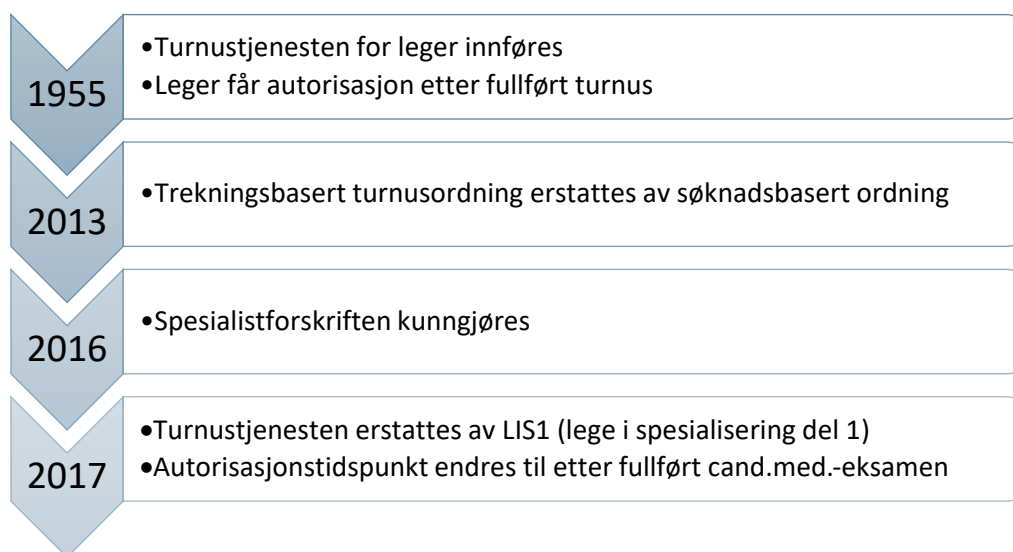 1955
•Turnustjenesten for leger innføres
•Leger får autorisasjon etter fullført turnus
2013
•Trekningsbasert turnusordning erstattes av søknadsbasert ordning
2016
•Spesialistforskriften kunngjøres
2017
•Turnustjenesten erstattes av LIS1 (lege i spesialisering del 1)
•Autorisasjonstidspunkt endres til etter fullført cand.med.-eksamen